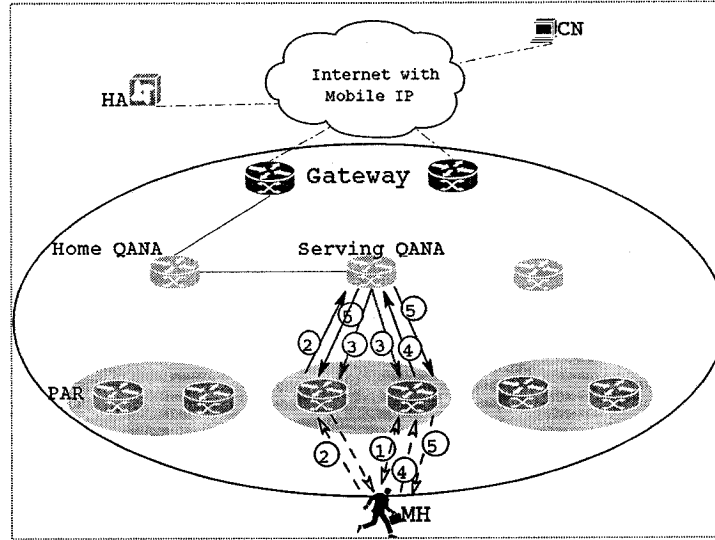 CN
Internet with
Mobile IP
HA
Gateway
Home QANA
Serving QANA
2
5
3
3
4
5
PAR
2
1
4
5
MH